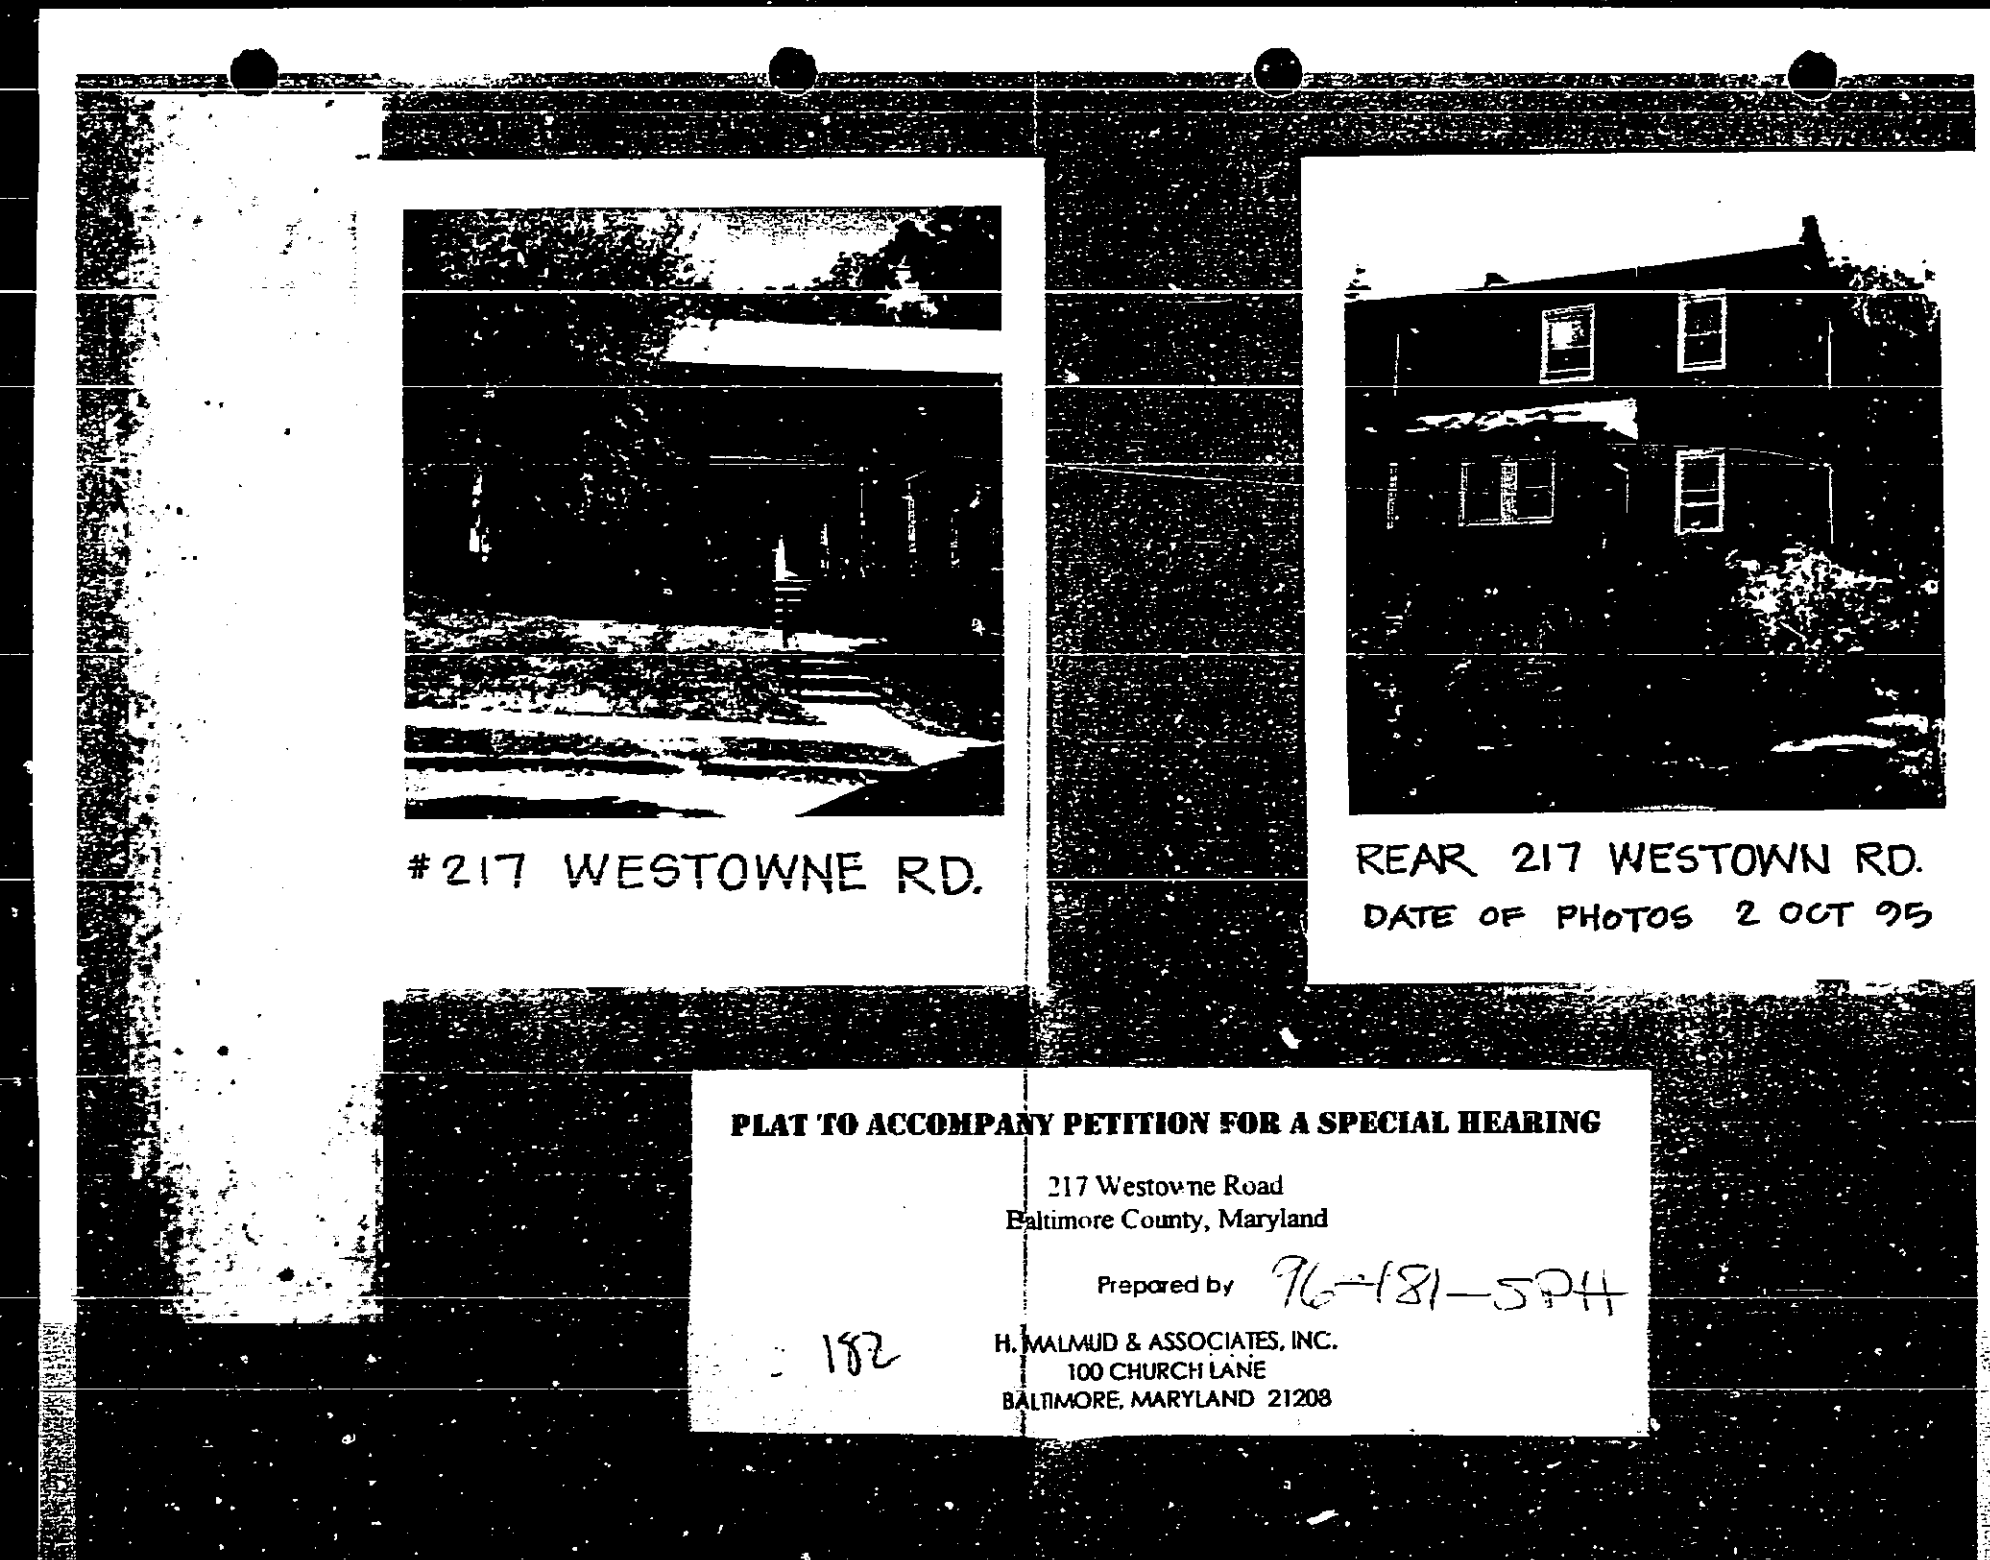 #217 WESTOWNE RD.
REAR 217 WESTOWN RD.
DATE OF PHOTOS 2 OCT 95
PLAT TO ACCOMPANY PETITION FOR A SPECIAL HEARING
217 Westowne Road
Baltimore County, Maryland
Prepared by 96-481-SPH
182
H. MALMUD & ASSOCIATES, INC.
100 CHURCH LANE
BALTIMORE, MARYLAND 21208